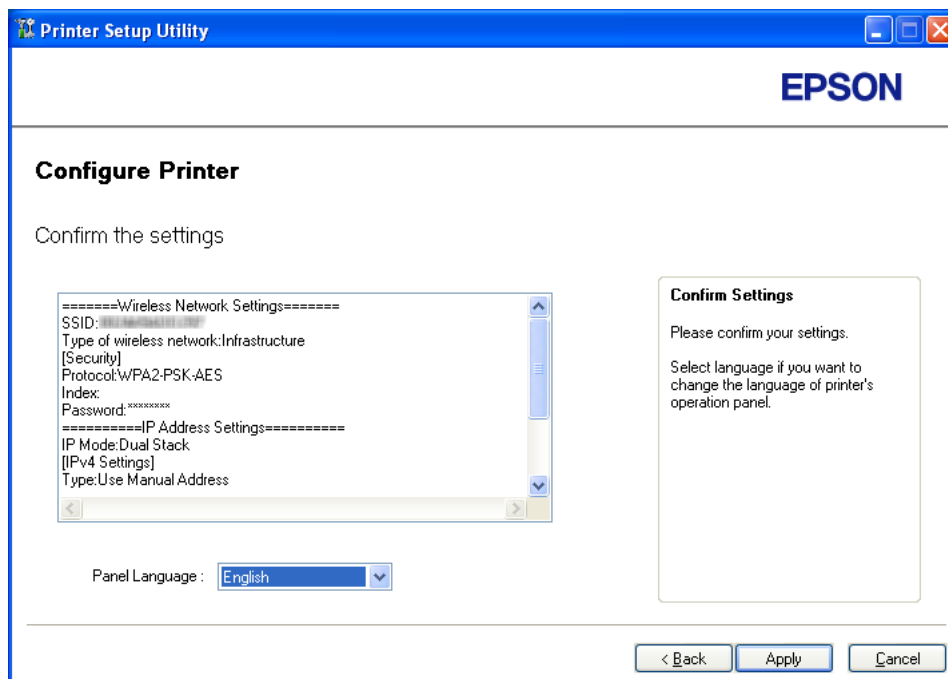 Printer Setup Utility
EPSON
Configure Printer
Confirm the settings
=======Wireless Network Settings=======
SSID:
Type of wireless network:Infrastructure
[Security]
Protocol:WPA2-PSK-AES
Index:
Password:********
==========IP Address Settings==========
IP Mode:Dual Stack
[IPv4 Settings]
Type:Use Manual Address
Panel Language :
English
Confirm Settings
Please confirm your settings.
Select language if you want to
change the language of printer's
operation panel.
< Back
Apply
Cancel